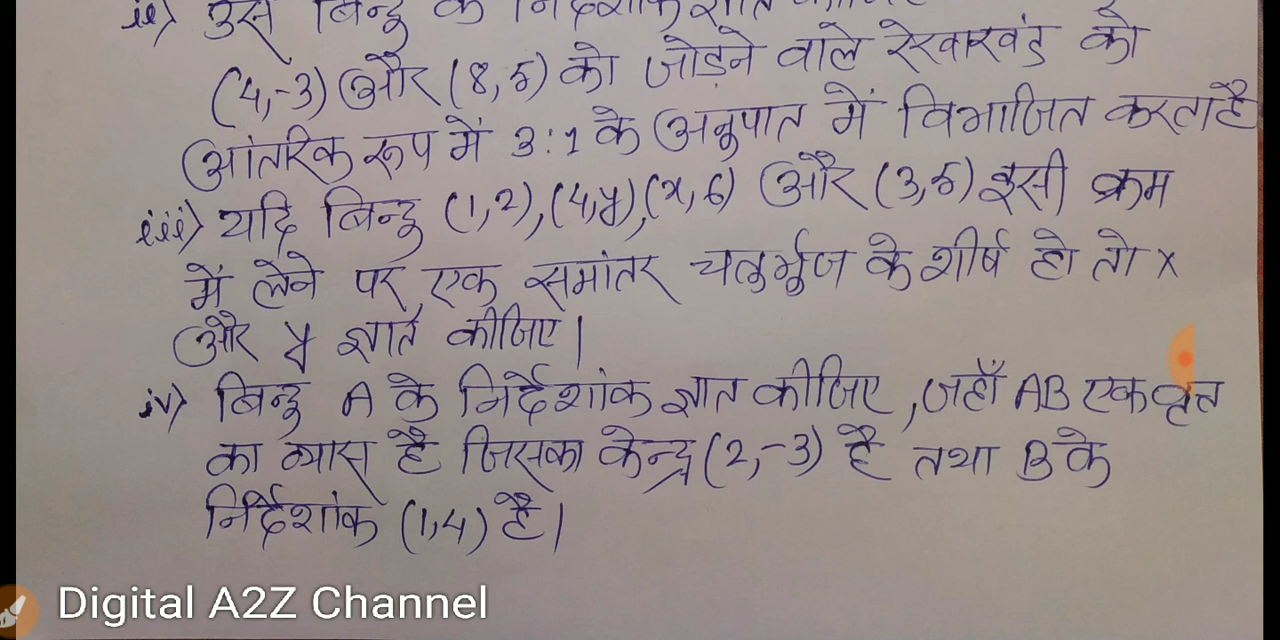 ii) उस बिन्दु के निर्देशांक ज्ञात
(4,-3) और (8,5) को जोड़ने वाले रेखाखंड को
आंतरिक रूप में 3:1 के अनुपात में विभाजित करता है
iii) यदि बिन्दु (1,2),(4,y),(x,6) और (3,5) इसी क्रम
में लेने पर एक समांतर चतुर्भुज के शीर्ष हो तो x
और y ज्ञात कीजिए।
iv) बिन्दु A के निर्देशांक ज्ञात कीजिए ,जहाँ AB एक वृत्त
का व्यास है जिसका केन्द्र (2,-3) है तथा B के
निर्देशांक (1,4) है।
Digital A2Z Channel